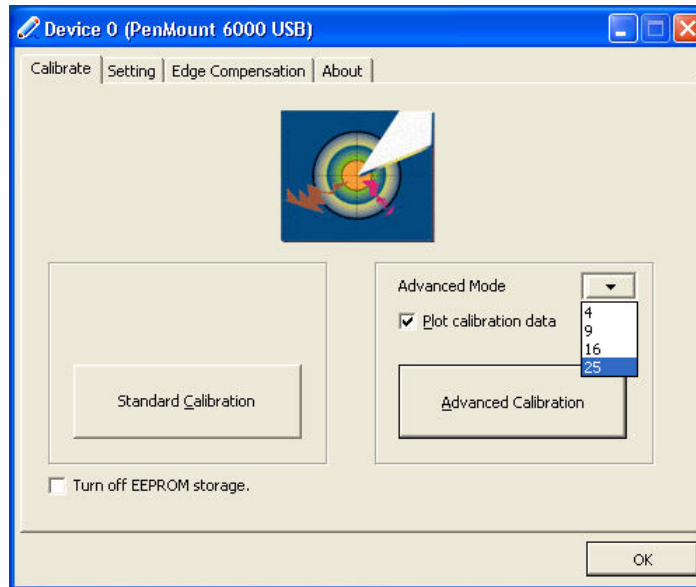 Device 0 (PenMount 6000 USB)
Calibrate Setting Edge Compensation About
Advanced Mode
Plot calibration data
4
9
16
25
Standard Calibration
Advanced Calibration
Turn off EEPROM storage.
OK